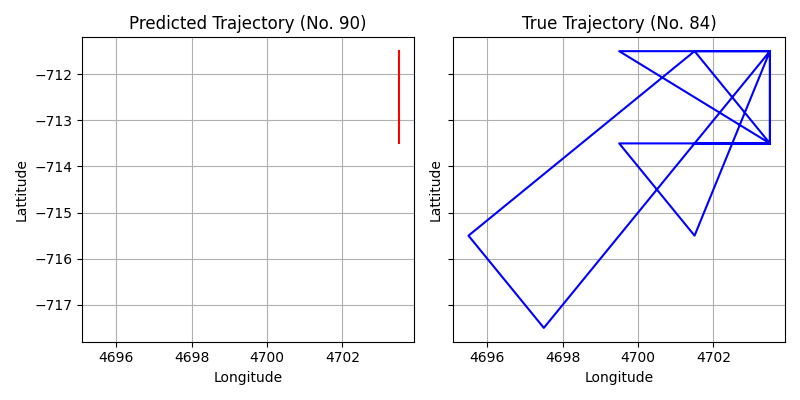 Predicted Trajectory (No. 90)
True Trajectory (No. 84)
−712
−713
−714
−715
−716
−717
Lattitude
Lattitude
4696
4698
4700
4702
4696
4698
4700
4702
Longitude
Longitude